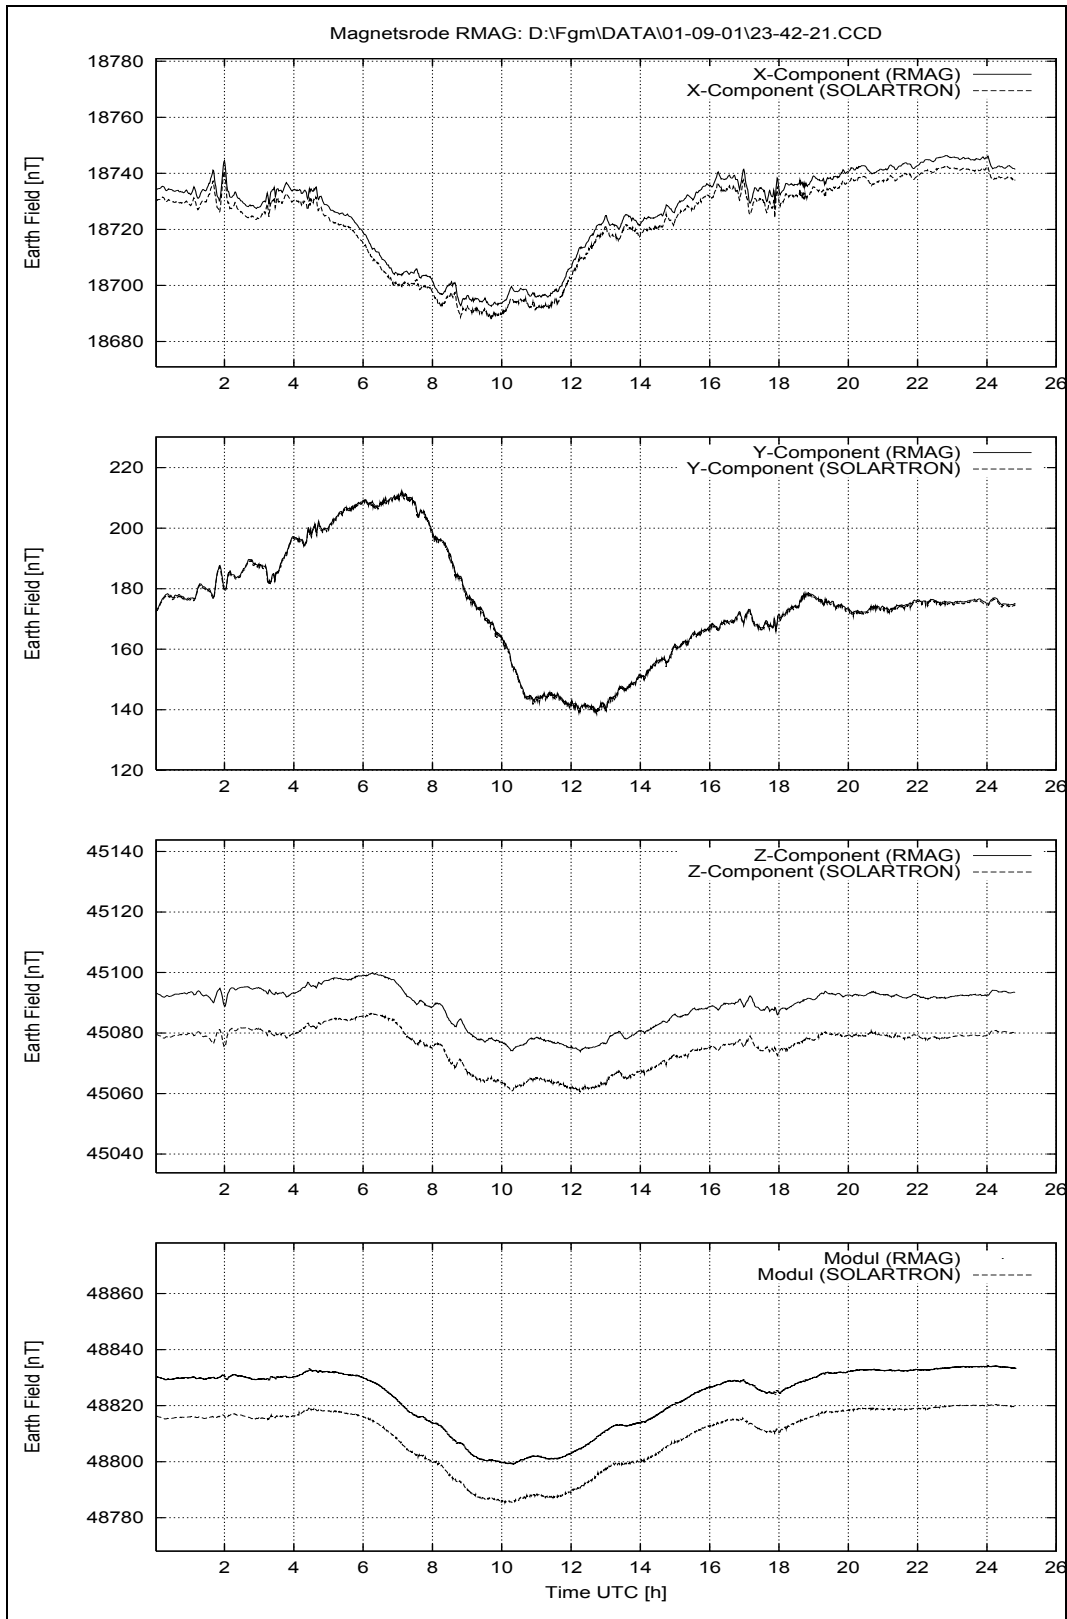 Magnetsrode RMAG: D:\Fgm\DATA\01-09-01\23-42-21.CCD
18780
18760
18740
18720
18700
18680
Earth Field [nT]
X-Component (RMAG)
X-Component (SOLARTRON)
2 4 6 8 10 12 14 16 18 20 22 24 26
220
200
180
160
140
120
Earth Field [nT]
Y-Component (RMAG)
Y-Component (SOLARTRON)
2 4 6 8 10 12 14 16 18 20 22 24 26
45140
45120
45100
45080
45060
45040
Earth Field [nT]
Z-Component (RMAG)
Z-Component (SOLARTRON)
2 4 6 8 10 12 14 16 18 20 22 24 26
48860
48840
48820
48800
48780
Earth Field [nT]
Modul (RMAG)
Modul (SOLARTRON)
2 4 6 8 10 12 14 16 18 20 22 24 26
Time UTC [h]